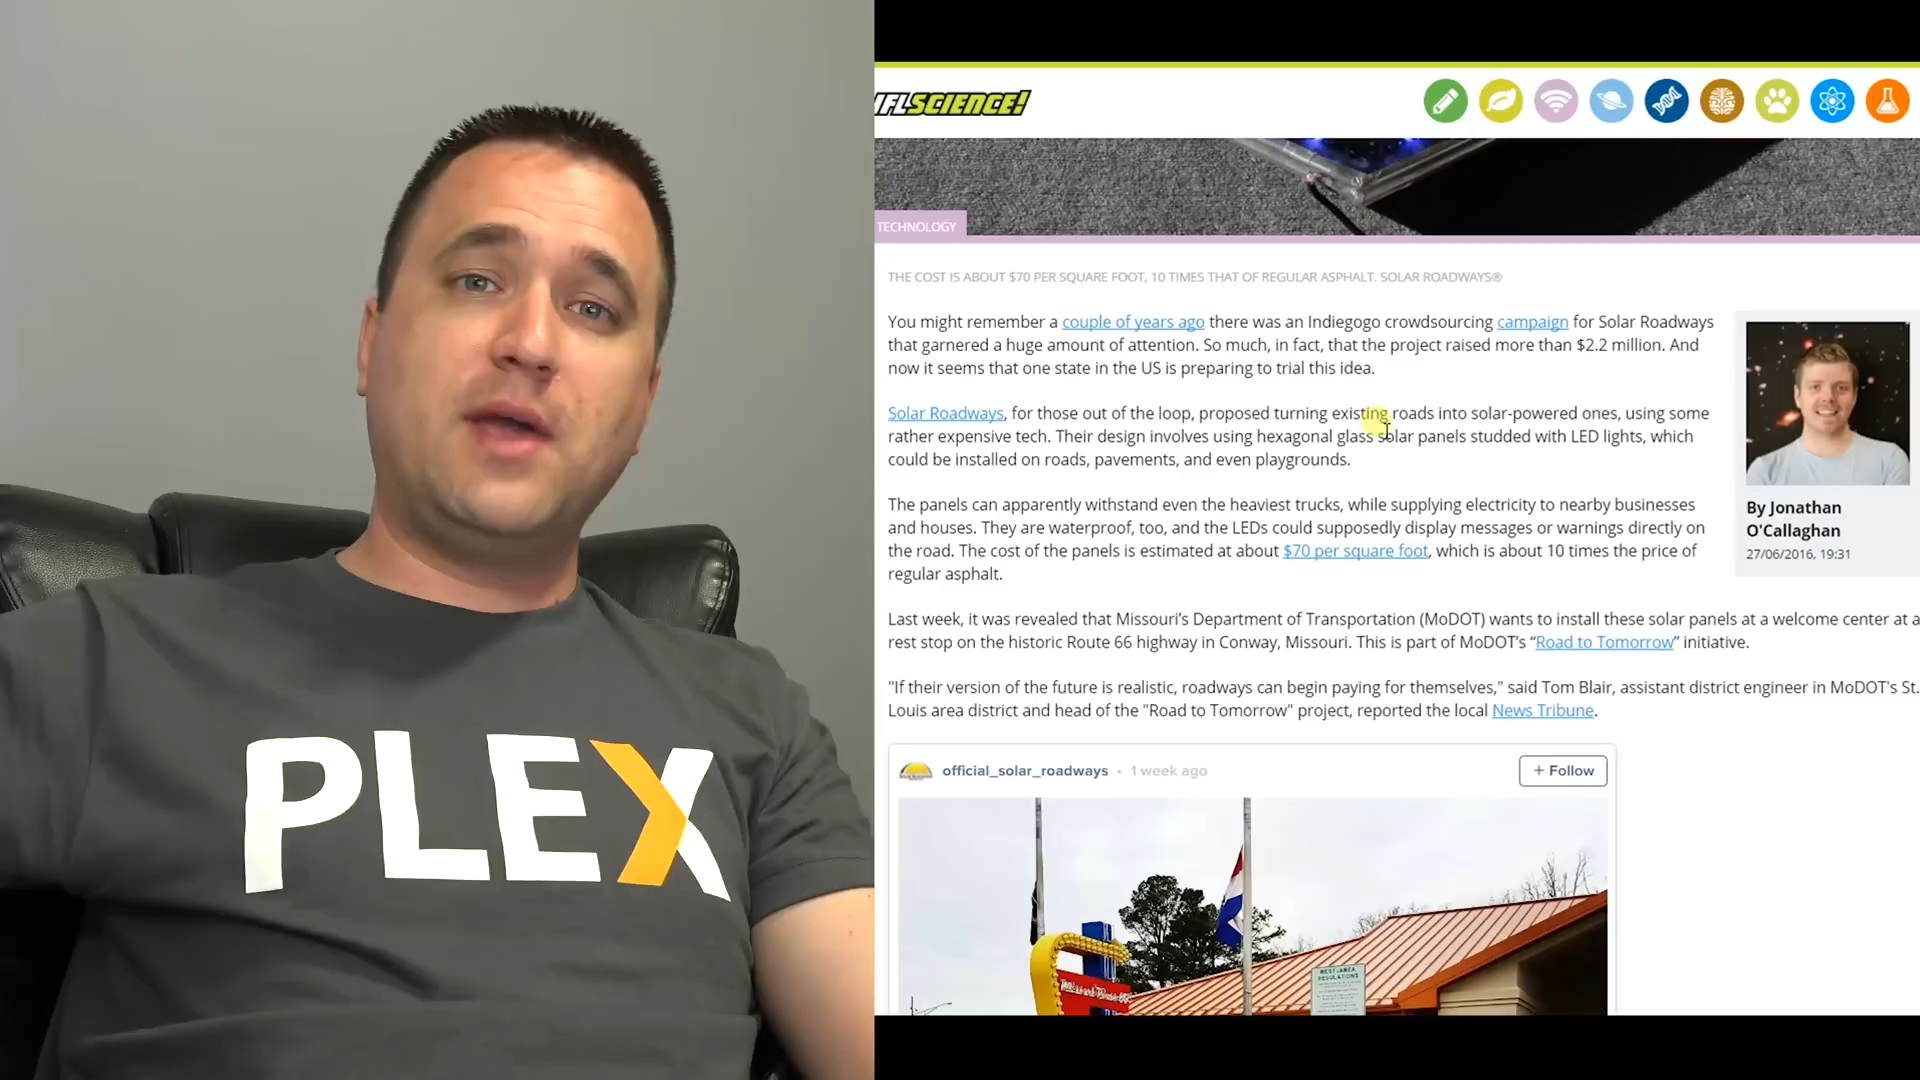 PLEX
IFLSCIENCE!
TECHNOLOGY
THE COST IS ABOUT $70 PER SQUARE FOOT, 10 TIMES THAT OF REGULAR ASPHALT. SOLAR ROADWAYS®
You might remember a couple of years ago there was an Indiegogo crowdsourcing campaign for Solar Roadways
that garnered a huge amount of attention. So much, in fact, that the project raised more than $2.2 million. And
now it seems that one state in the US is preparing to trial this idea.
Solar Roadways, for those out of the loop, proposed turning existing roads into solar-powered ones, using some
rather expensive tech. Their design involves using hexagonal glass solar panels studded with LED lights, which
could be installed on roads, pavements, and even playgrounds.
The panels can apparently withstand even the heaviest trucks, while supplying electricity to nearby businesses
and houses. They are waterproof, too, and the LEDs could supposedly display messages or warnings directly on
the road. The cost of the panels is estimated at about $70 per square foot, which is about 10 times the price of
regular asphalt.
By Jonathan
O'Callaghan
27/06/2016, 19:31
Last week, it was revealed that Missouri's Department of Transportation (MoDOT) wants to install these solar panels at a welcome center at a
rest stop on the historic Route 66 highway in Conway, Missouri. This is part of MoDOT's “Road to Tomorrow” initiative.
"If their version of the future is realistic, roadways can begin paying for themselves," said Tom Blair, assistant district engineer in MoDOT's St.
Louis area district and head of the "Road to Tomorrow" project, reported the local News Tribune.
official_solar_roadways • 1 week ago
+ Follow
REST-AREA
REGULATIONS